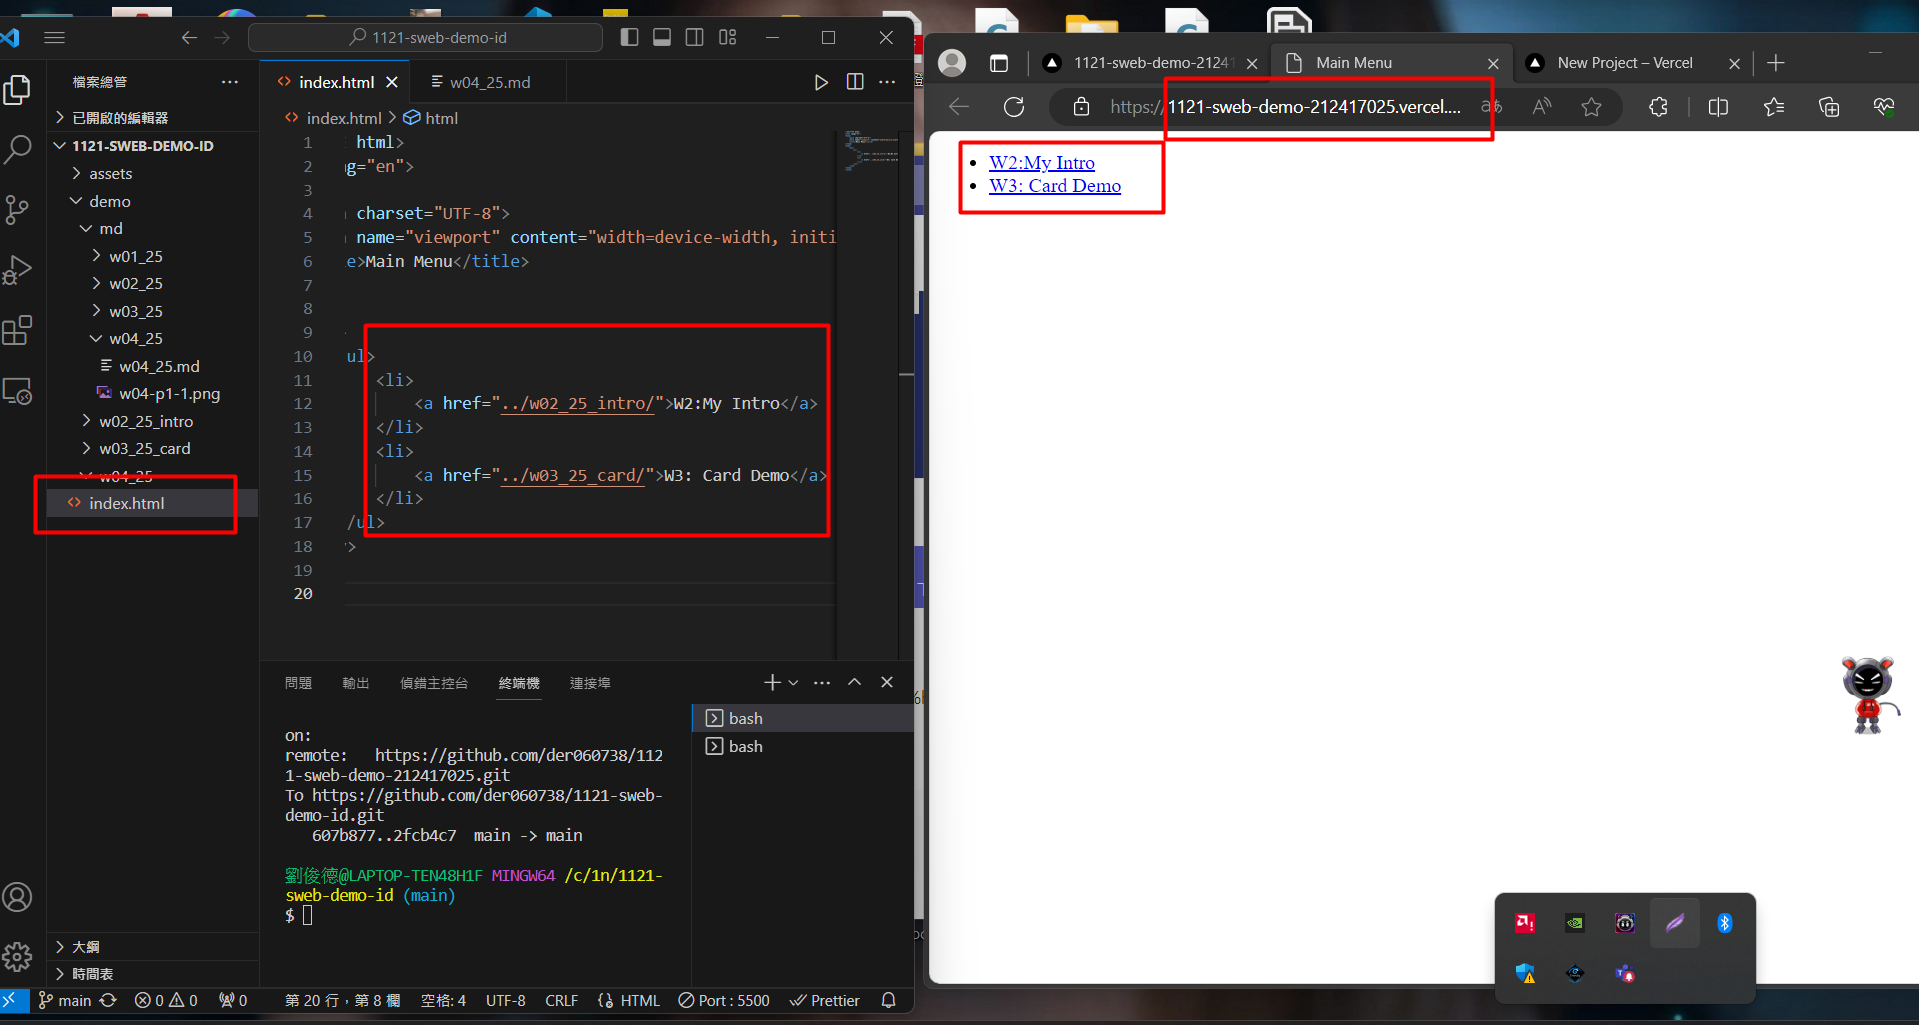 1121-sweb-demo-id
檔案總管
已開啟的編輯器
1121-SWEB-DEMO-ID
assets
demo
md
w01_25
w02_25
w03_25
w04_25
w04_25.md
w04-p1-1.png
w02_25_intro
w03_25_card
w04_25
index.html
大綱
時間表
index.html
w04_25.md
index.html > html
1 html>
2 g="en">
3
4 charset="UTF-8">
5 name="viewport" content="width=device-width, initi
6 e>Main Menu</title>
7
8
9
10 ul>
11 <li>
12 <a href="../w02_25_intro/">W2:My Intro</a>
13 </li>
14 <li>
15 <a href="../w03_25_card/">W3: Card Demo</a>
16 </li>
17 /ul>
18 >
19
20
問題
輸出
偵錯主控台
終端機
連接埠
on:
remote: https://github.com/der060738/112
1-sweb-demo-212417025.git
To https://github.com/der060738/1121-sweb-
demo-id.git
607b877..2fcb4c7 main -> main
劉俊德@LAPTOP-TEN48H1F MINGW64 /c/1n/1121-
sweb-demo-id (main)
$
bash
bash
main
0
0
0
第 20 行，第 8 欄
空格: 4
UTF-8
CRLF
HTML
Port : 5500
Prettier
1121-sweb-demo-21241
Main Menu
New Project – Vercel
https://1121-sweb-demo-212417025.vercel....
W2:My Intro
W3: Card Demo